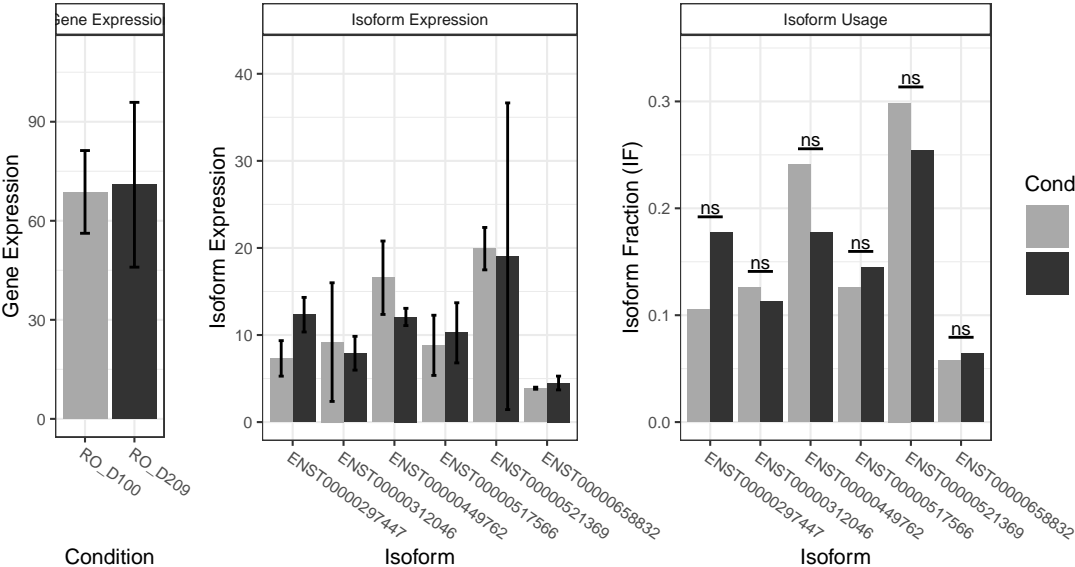 Gene Expression
Isoform Expression
Isoform Usage
Gene Expression
90
60
30
0
RO_D100
RO_D209
Condition
Isoform Expression
40
30
20
10
0
ENST00000297447
ENST00000312046
ENST00000449762
ENST00000517566
ENST00000521369
ENST00000658832
Isoform
Isoform Fraction (IF)
0.3
0.2
0.1
0.0
ns
ns
ns
ns
ns
ns
ENST00000297447
ENST00000312046
ENST00000449762
ENST00000517566
ENST00000521369
ENST00000658832
Isoform
Cond